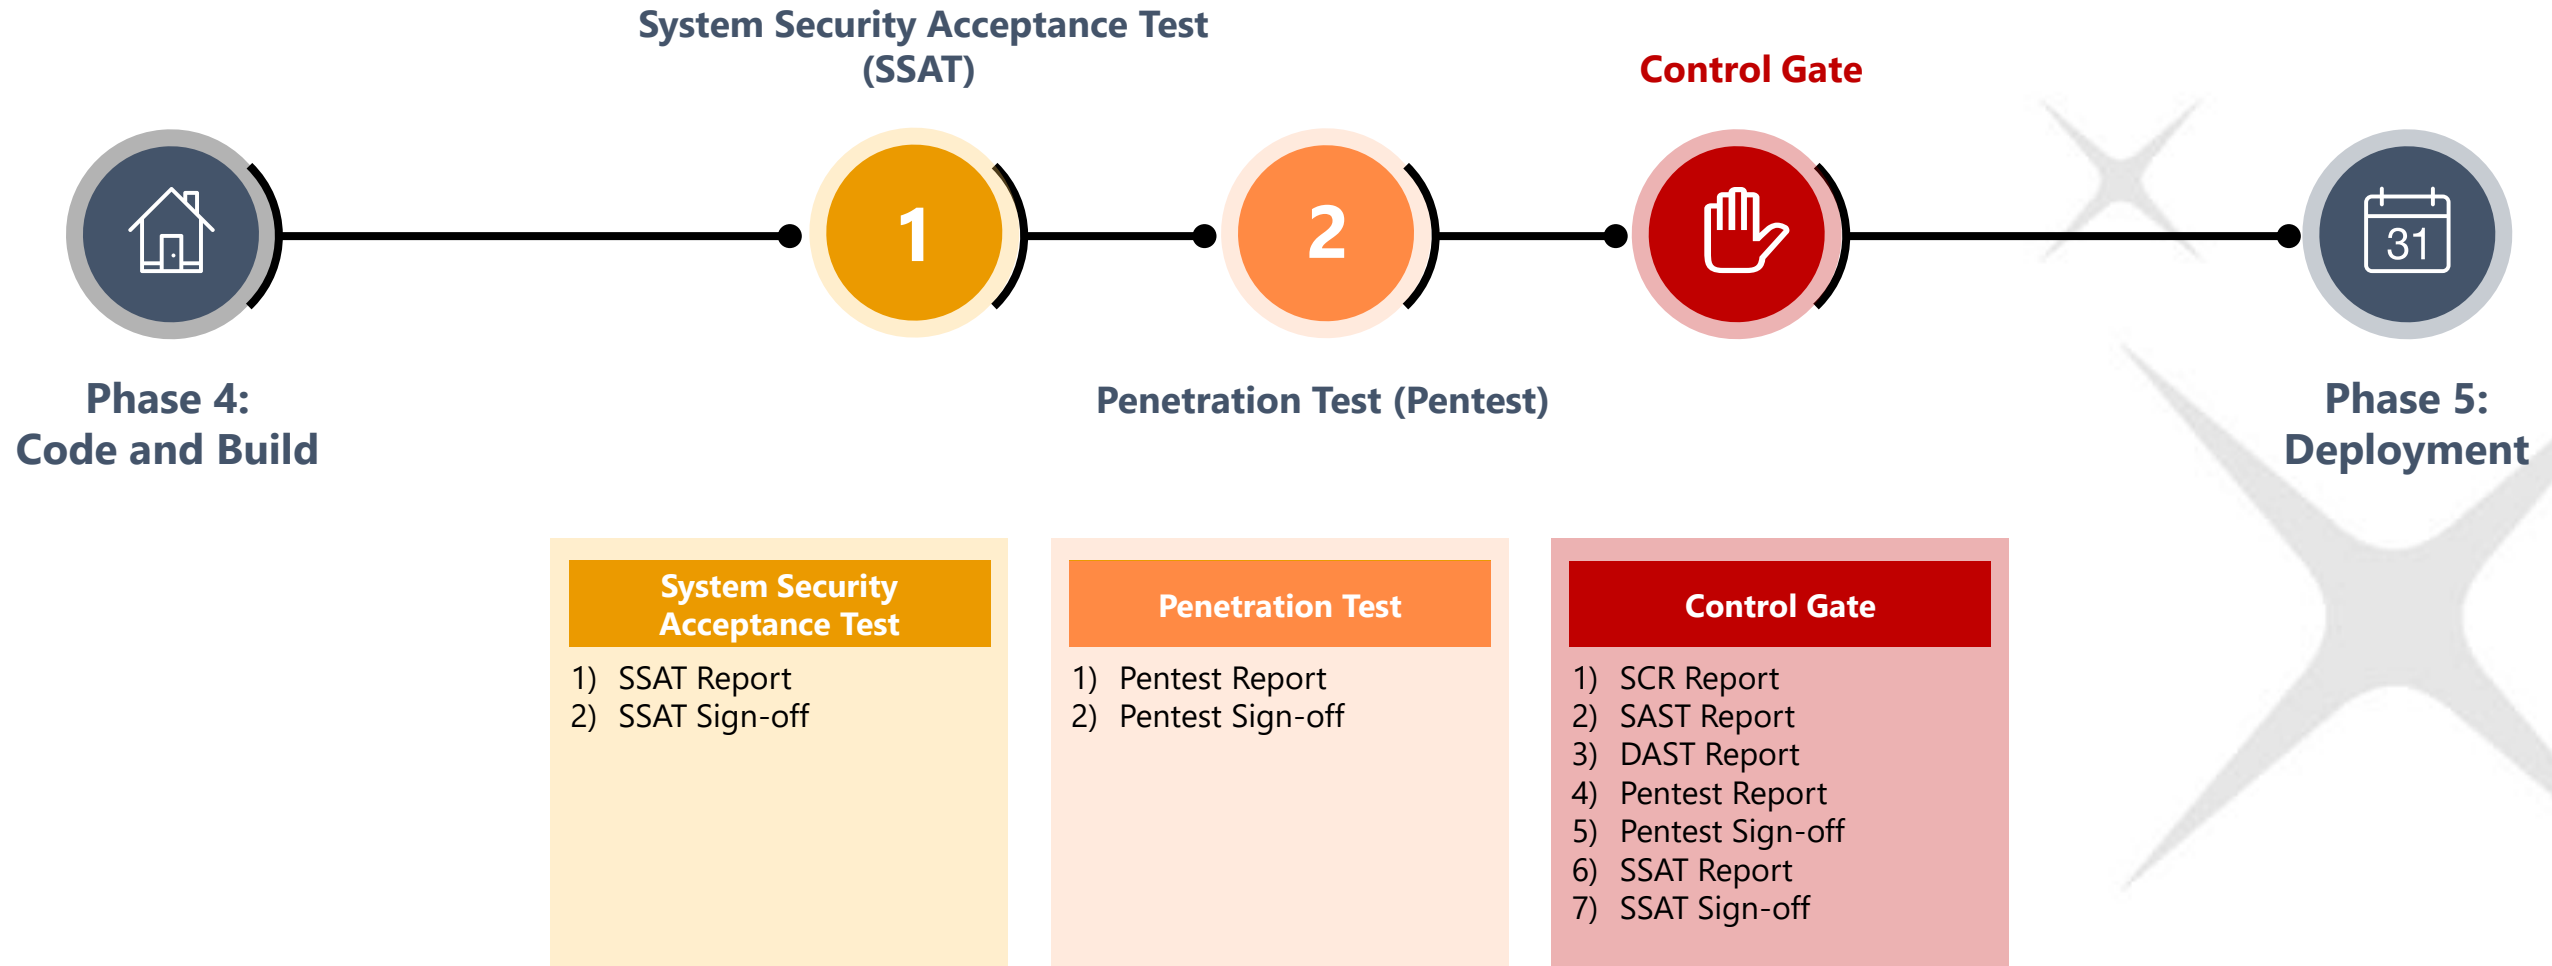 System Security Acceptance Test
(SSAT)
Control Gate
1
2
31
Phase 4:
Code and Build
Penetration Test (Pentest)
Phase 5:
Deployment
System Security
Acceptance Test
1) SSAT Report
2) SSAT Sign-off
Penetration Test
1) Pentest Report
2) Pentest Sign-off
Control Gate
1) SCR Report
2) SAST Report
3) DAST Report
4) Pentest Report
5) Pentest Sign-off
6) SSAT Report
7) SSAT Sign-off